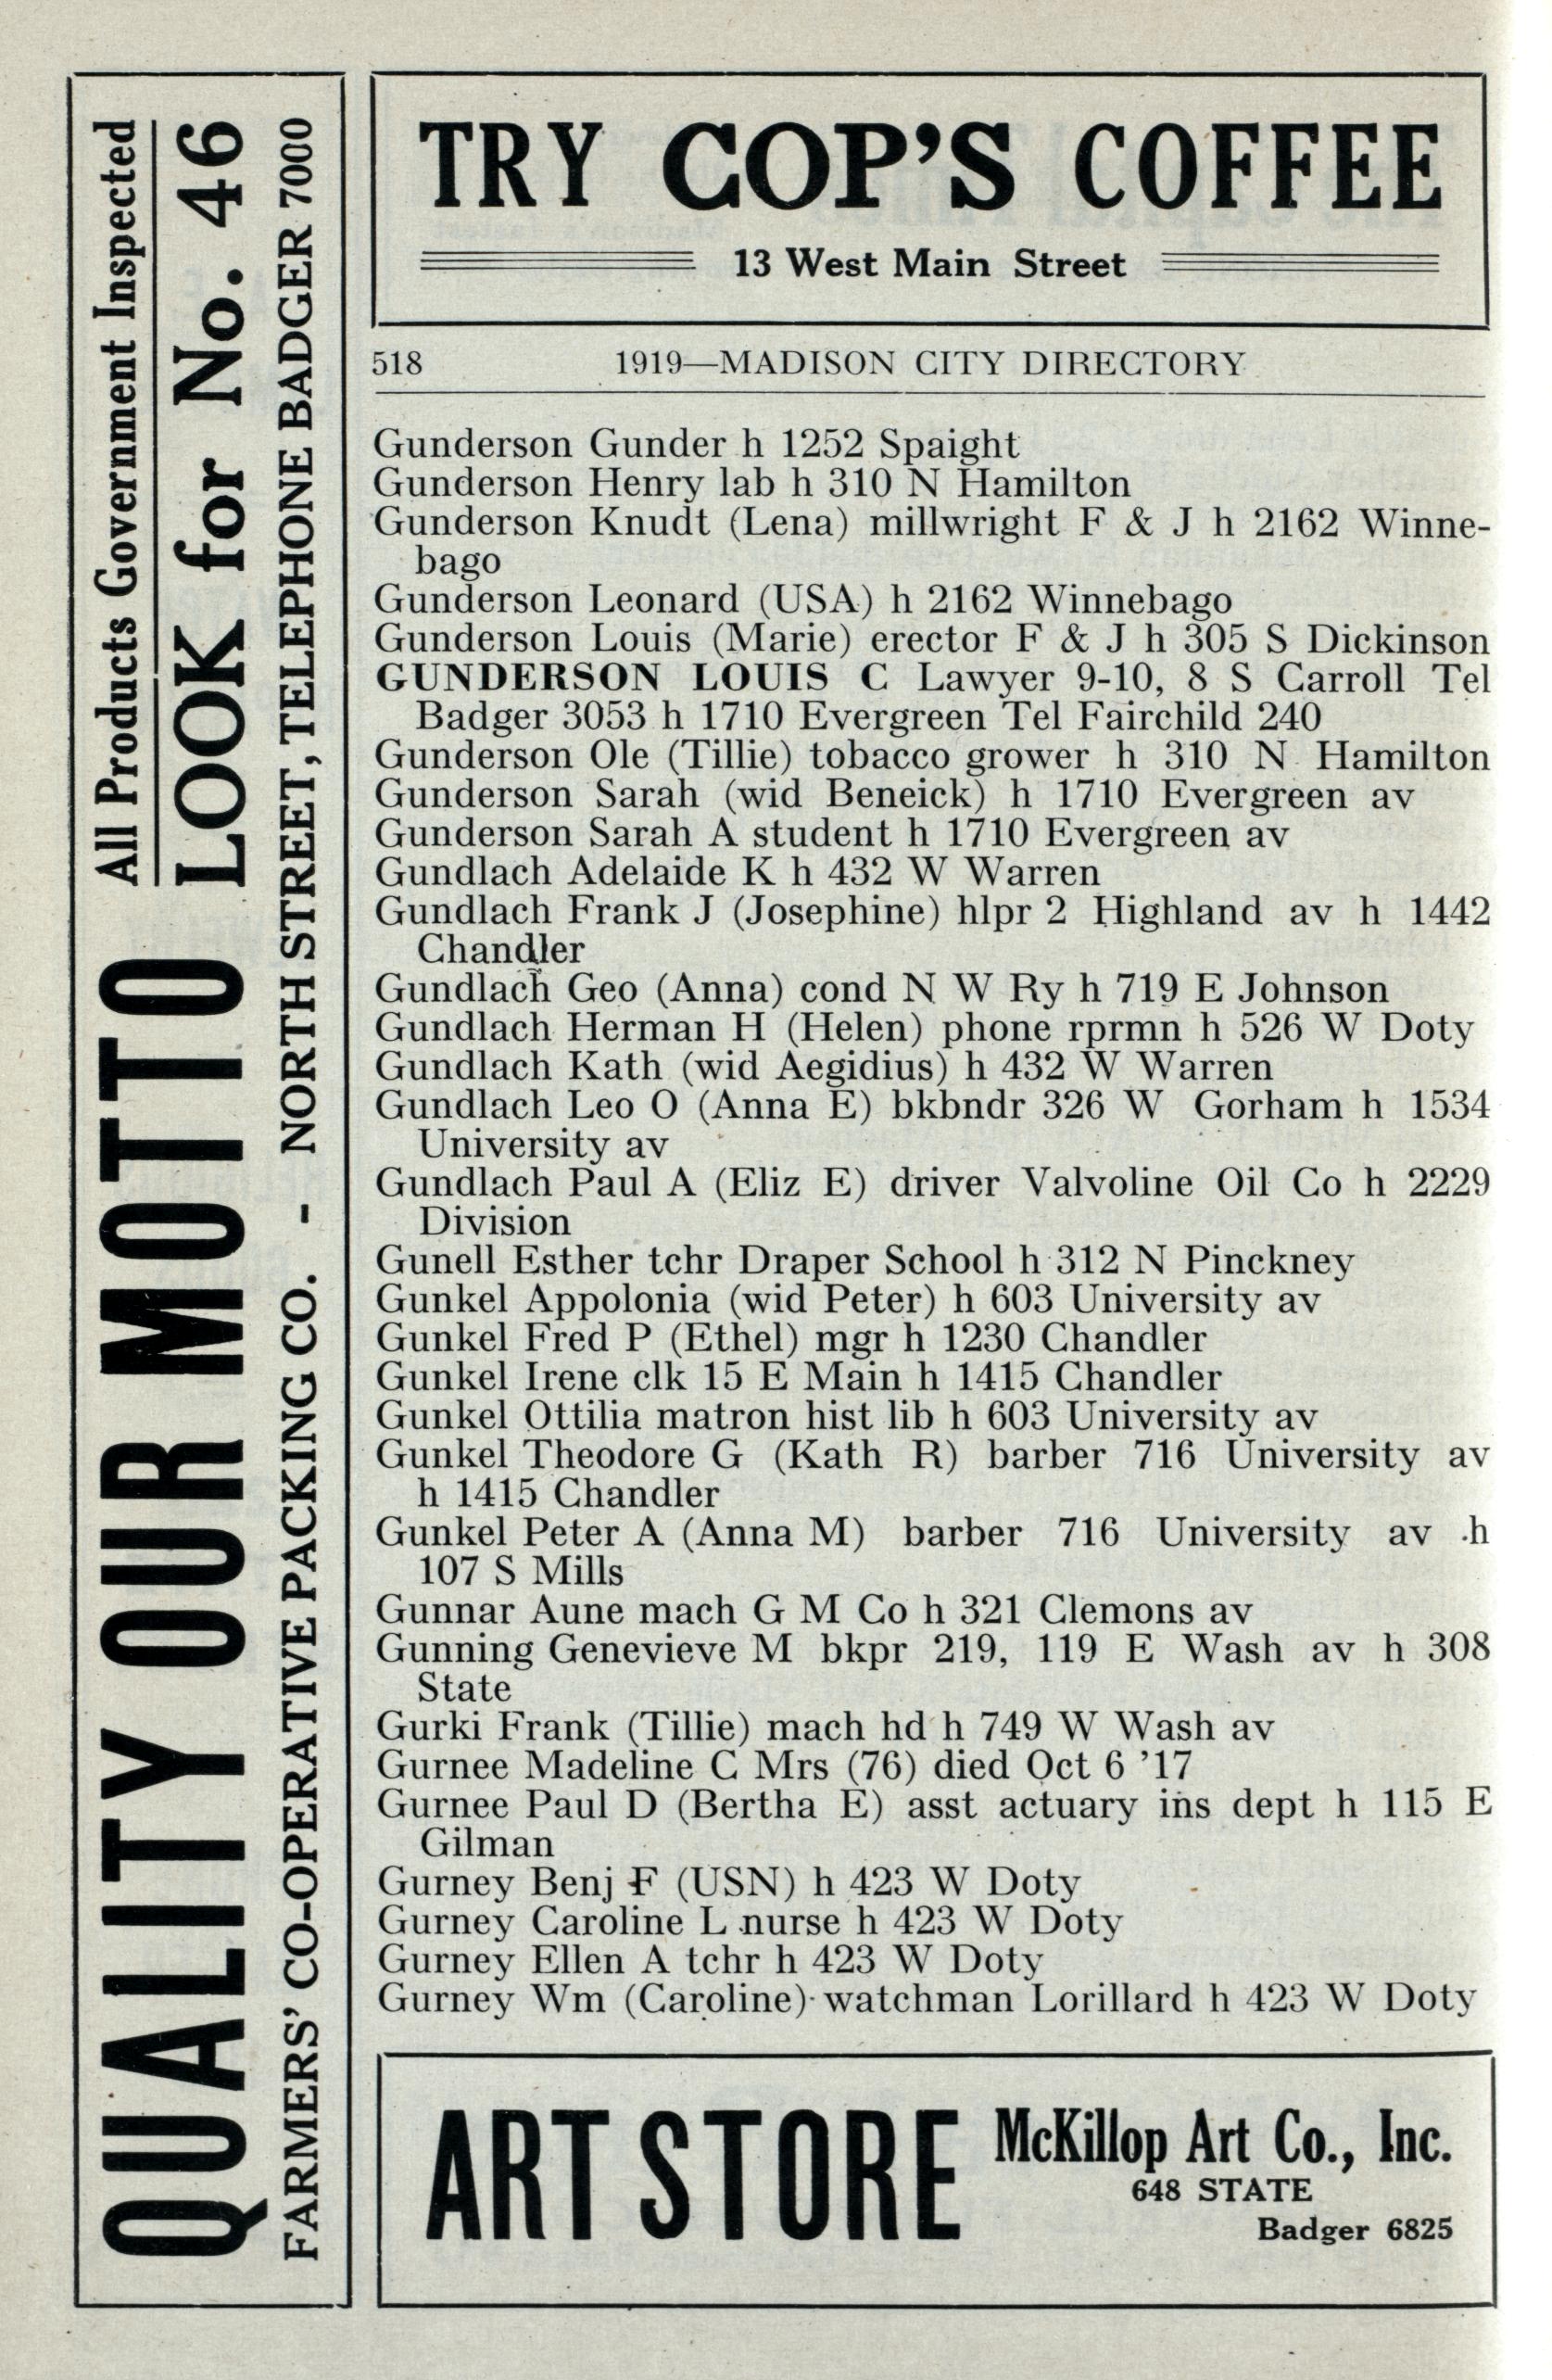 TRY COP'S COFFEE
13 West Main Street
518 1919—MADISON CITY DIRECTORY
Gunderson Gunder h 1252 Spaight
Gunderson Henry lab h 310 N Hamilton
Gunderson Knudt (Lena) millwright F & J h 2162 Winne-
bago
Gunderson Leonard (USA) h 2162 Winnebago
Gunderson Louis (Marie) erector F & J h 305 S Dickinson
GUNDERSON LOUIS C Lawyer 9-10, 8 S Carroll Tel
Badger 3053 h 1710 Evergreen Tel Fairchild 240
Gunderson Ole (Tillie) tobacco grower h 310 N Hamilton
Gunderson Sarah (wid Beneick) h 1710 Evergreen av
Gunderson Sarah A student h 1710 Evergreen av
Gundlach Adelaide K h 432 W Warren
Gundlach Frank J (Josephine) hlpr 2 Highland av h 1442
Chandler
Gundlach Geo (Anna) cond N W Ry h 719 E Johnson
Gundlach Herman H (Helen) phone rprmn h 526 W Doty
Gundlach Kath (wid Aegidius) h 432 W Warren
Gundlach Leo O (Anna E) bkbndr 326 W Gorham h 1534
University av
Gundlach Paul A (Eliz E) driver Valvoline Oil Co h 2229
Division
Gunell Esther tchr Draper School h 312 N Pinckney
Gunkel Appolonia (wid Peter) h 603 University av
Gunkel Fred P (Ethel) mgr h 1230 Chandler
Gunkel Irene clk 15 E Main h 1415 Chandler
Gunkel Ottilia matron hist lib h 603 University av
Gunkel Theodore G (Kath R) barber 716 University av
h 1415 Chandler
Gunkel Peter A (Anna M) barber 716 University av h
107 S Mills
Gunnar Aune mach G M Co h 321 Clemons av
Gunning Genevieve M bkpr 219, 119 E Wash av h 308
State
Gurki Frank (Tillie) mach hd h 749 W Wash av
Gurnee Madeline C Mrs (76) died Oct 6 '17
Gurnee Paul D (Bertha E) asst actuary ins dept h 115 E
Gilman
Gurney Benj F (USN) h 423 W Doty
Gurney Caroline L nurse h 423 W Doty
Gurney Ellen A tchr h 423 W Doty
Gurney Wm (Caroline) watchman Lorillard h 423 W Doty
ART STORE McKillop Art Co., Inc.
648 STATE
Badger 6825
QUALITY OUR MOTTO
All Products Government Inspected
LOOK for No. 46
FARMERS' CO-OPERATIVE PACKING CO. - NORTH STREET, TELEPHONE BADGER 7000